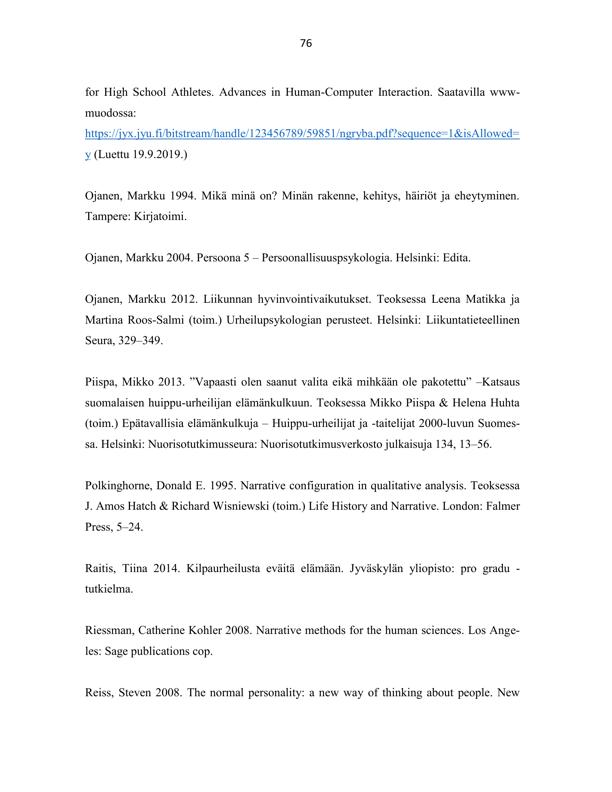 76
for High School Athletes. Advances in Human-Computer Interaction. Saatavilla www-
muodossa:
https://jyx.jyu.fi/bitstream/handle/123456789/59851/ngryba.pdf?sequence=1&isAllowed=
y (Luettu 19.9.2019.)
Ojanen, Markku 1994. Mikä minä on? Minän rakenne, kehitys, häiriöt ja eheytyminen.
Tampere: Kirjatoimi.
Ojanen, Markku 2004. Persoona 5 – Persoonallisuuspsykologia. Helsinki: Edita.
Ojanen, Markku 2012. Liikunnan hyvinvointivaikutukset. Teoksessa Leena Matikka ja
Martina Roos-Salmi (toim.) Urheilupsykologian perusteet. Helsinki: Liikuntatieteellinen
Seura, 329–349.
Piispa, Mikko 2013. ”Vapaasti olen saanut valita eikä mihkään ole pakotettu” –Katsaus
suomalaisen huippu-urheilijan elämänkulkuun. Teoksessa Mikko Piispa & Helena Huhta
(toim.) Epätavallisia elämänkulkuja – Huippu-urheilijat ja -taitelijat 2000-luvun Suomes-
sa. Helsinki: Nuorisotutkimusseura: Nuorisotutkimusverkosto julkaisuja 134, 13–56.
Polkinghorne, Donald E. 1995. Narrative configuration in qualitative analysis. Teoksessa
J. Amos Hatch & Richard Wisniewski (toim.) Life History and Narrative. London: Falmer
Press, 5–24.
Raitis, Tiina 2014. Kilpaurheilusta eväitä elämään. Jyväskylän yliopisto: pro gradu -
tutkielma.
Riessman, Catherine Kohler 2008. Narrative methods for the human sciences. Los Ange-
les: Sage publications cop.
Reiss, Steven 2008. The normal personality: a new way of thinking about people. New